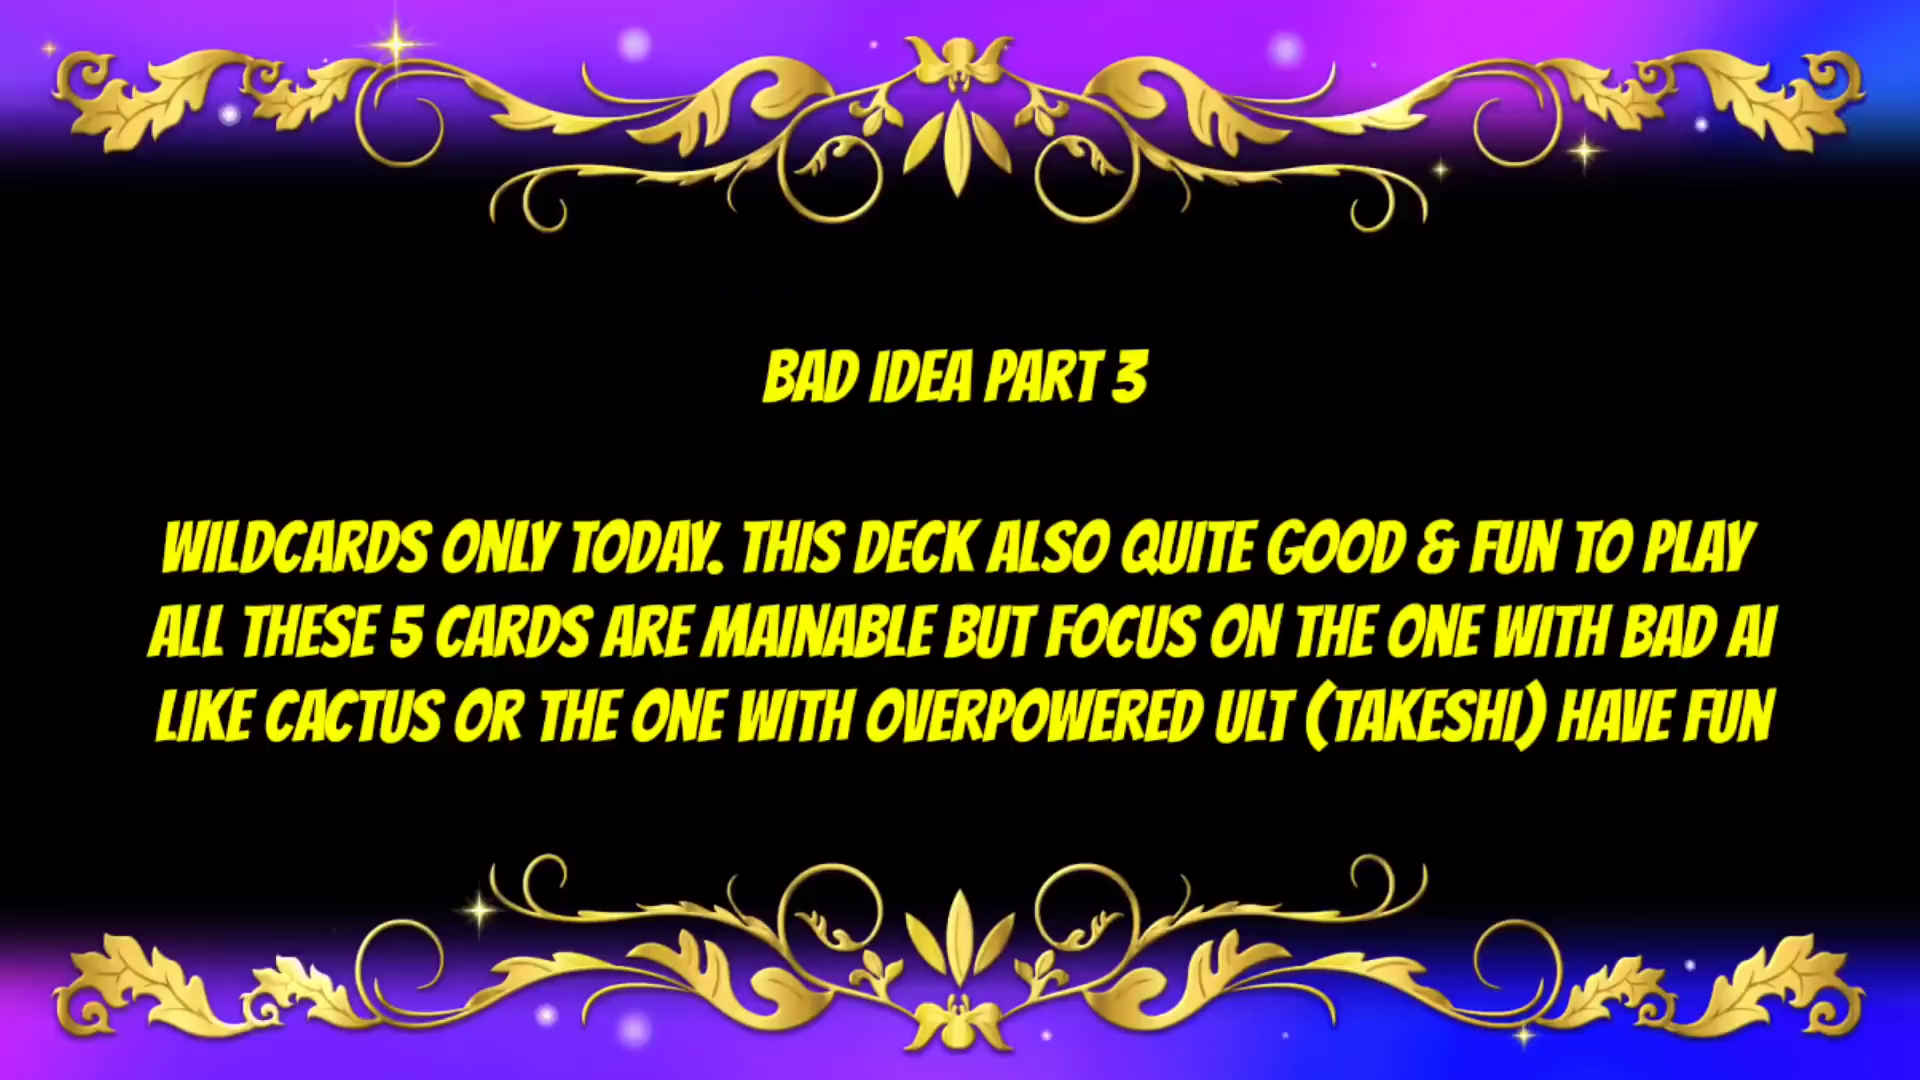 BAD IDEA PART 3
WILDCARDS ONLY TODAY. THIS DECK ALSO QUITE GOOD & FUN TO PLAY
ALL THESE 5 CARDS ARE MAINABLE BUT FOCUS ON THE ONE WITH BAD AI
LIKE CACTUS OR THE ONE WITH OVERPOWERED ULT (TAKESHI) HAVE FUN